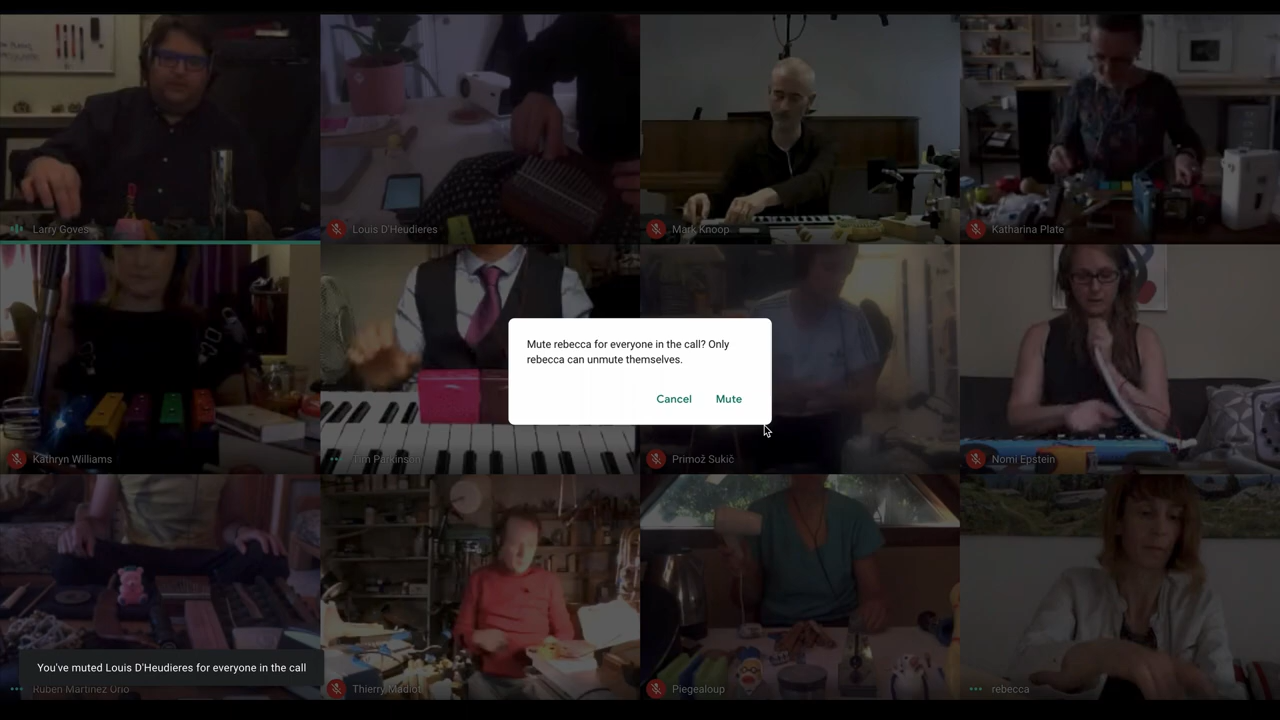 Larry Goves
Louis D'Heudieres
Mark Knoop
Katharina Plate
Mute rebecca for everyone in the call? Only
rebecca can unmute themselves.
Cancel
Mute
Kathryn Williams
Tim Parkinson
Primož Sukič
Nomi Epstein
You've muted Louis D'Heudieres for everyone in the call
Ruben Martinez Orio
Thierry Madiot
Piegealoup
rebecca